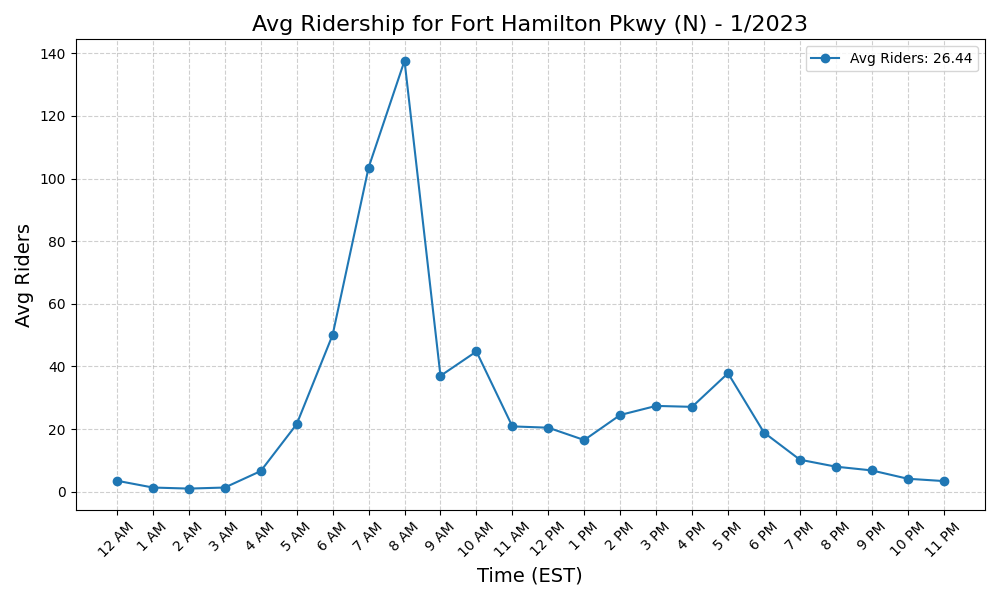 Avg Ridership for Fort Hamilton Pkwy (N) - 1/2023
Avg Riders: 26.44
Avg Riders
140
120
100
80
60
40
20
0
12 AM
1 AM
2 AM
3 AM
4 AM
5 AM
6 AM
7 AM
8 AM
9 AM
10 AM
11 AM
12 PM
1 PM
2 PM
3 PM
4 PM
5 PM
6 PM
7 PM
8 PM
9 PM
10 PM
11 PM
Time (EST)